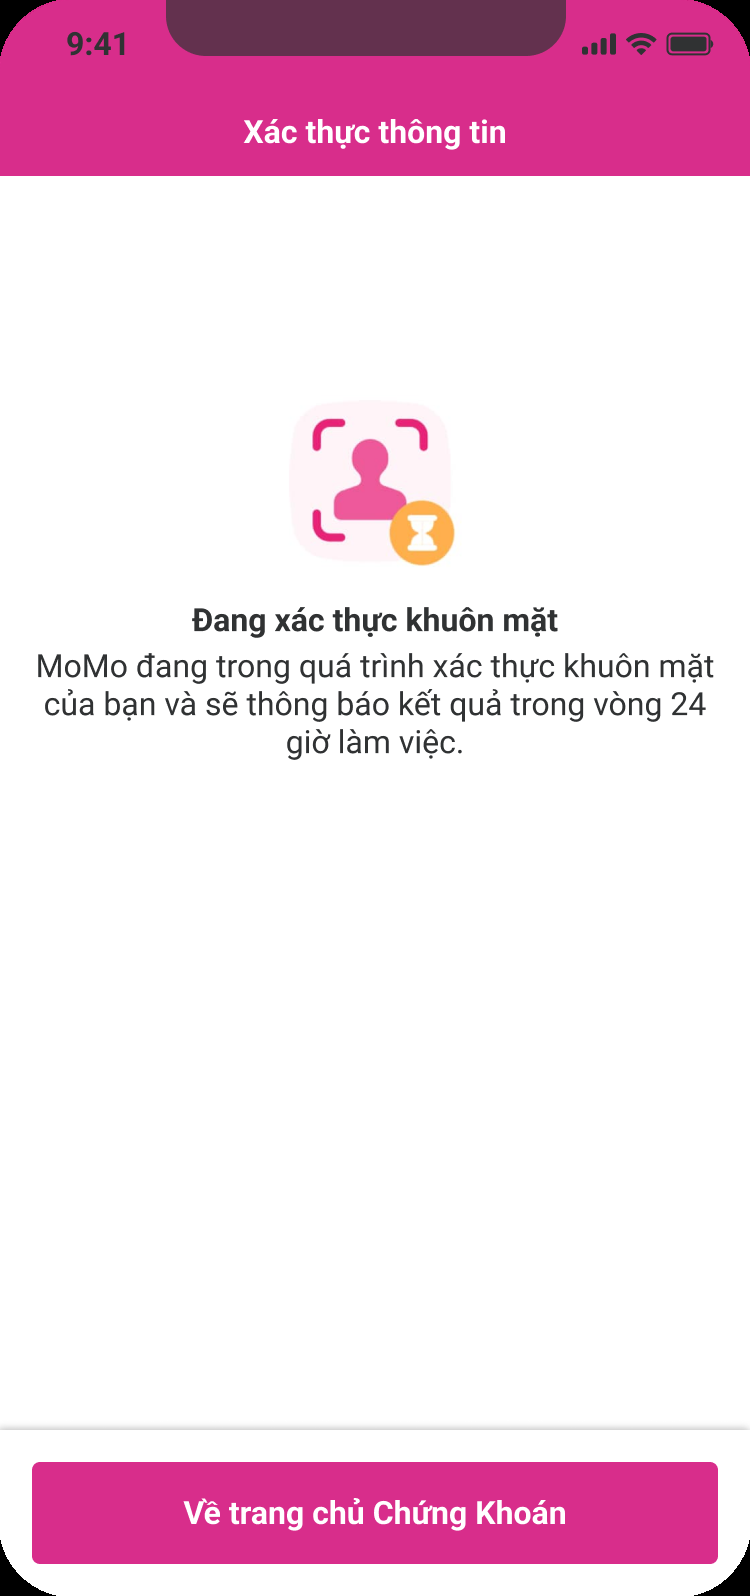 9:41
Xác thực thông tin
Đang xác thực khuôn mặt
MoMo đang trong quá trình xác thực khuôn mặt
của bạn và sẽ thông báo kết quả trong vòng 24
giờ làm việc.
Về trang chủ Chứng Khoán